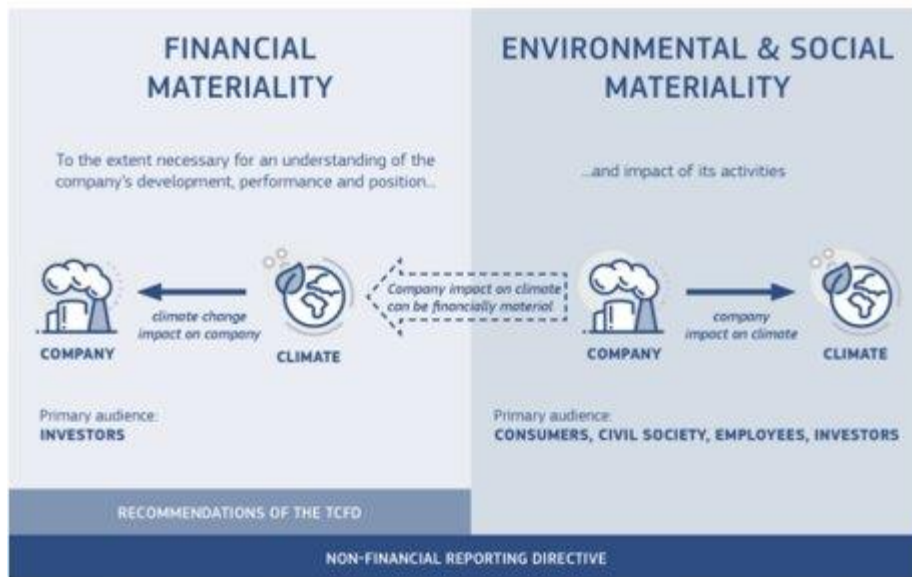 FINANCIAL
MATERIALITY
To the extent necessary for an understanding of the
company's development, performance and position...
COMPANY
climate change
impact on company
CLIMATE
Primary audience:
INVESTORS
RECOMMENDATIONS OF THE TCFD
Company impact on climate
can be financially material
ENVIRONMENTAL & SOCIAL
MATERIALITY
...and impact of its activities
COMPANY
company
impact on climate
CLIMATE
Primary audience:
CONSUMERS, CIVIL SOCIETY, EMPLOYEES, INVESTORS
NON-FINANCIAL REPORTING DIRECTIVE